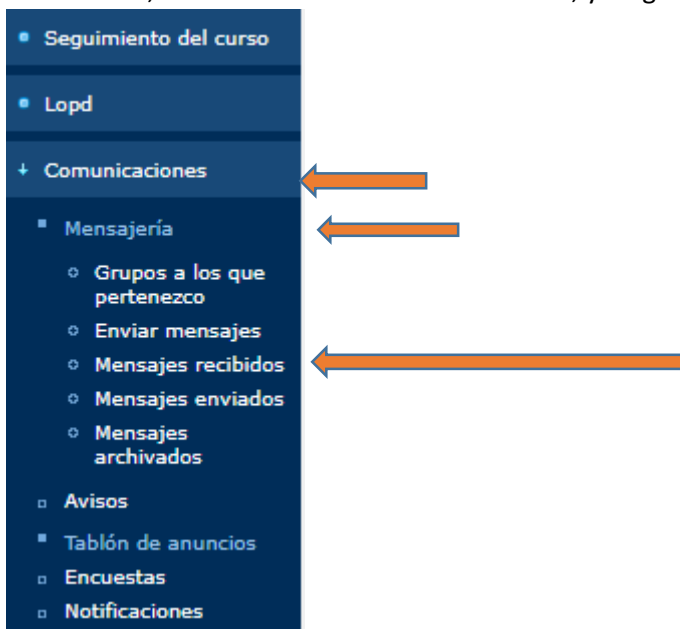 Seguimiento del curso
Lopd
Comunicaciones
Mensajería
Grupos a los que
pertenezco
Enviar mensajes
Mensajes recibidos
Mensajes enviados
Mensajes
archivados
Avisos
Tablón de anuncios
Encuestas
Notificaciones